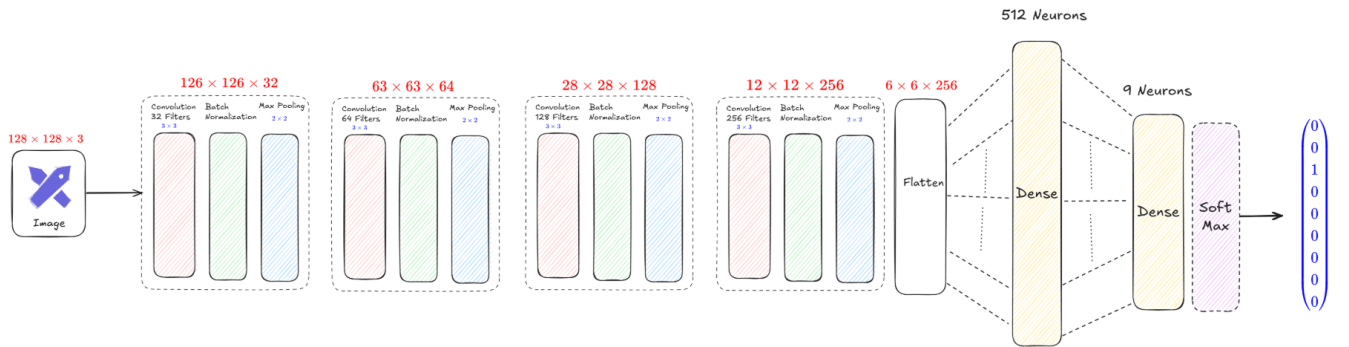 512 Neurons
9 Neurons
128 × 128 × 3
Image
126 × 126 × 32
Convolution
32 Filters
3 × 3
Batch
Normalization
Max Pooling
2 × 2
63 × 63 × 64
Convolution
64 Filters
3 × 3
Batch
Normalization
Max Pooling
2 × 2
28 × 28 × 128
Convolution
128 Filters
3 × 3
Batch
Normalization
Max Pooling
2 × 2
12 × 12 × 256
Convolution
256 Filters
3 × 3
Batch
Normalization
Max Pooling
2 × 2
6 × 6 × 256
Flatten
Dense
Dense
Soft
Max
0
0
1
0
0
0
0
0
0